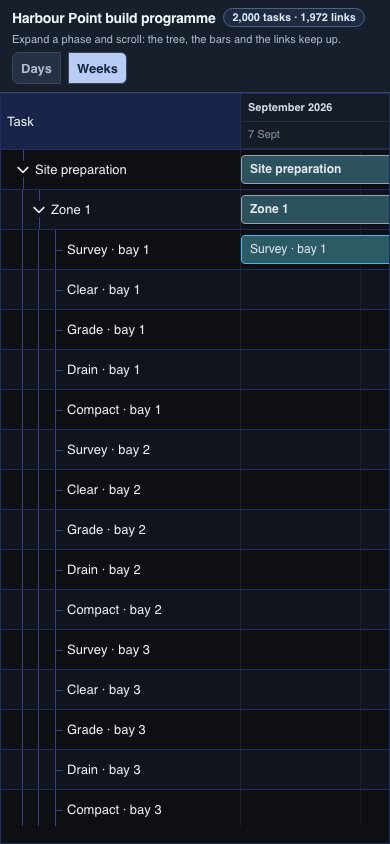 Harbour Point build programme 2,000 tasks · 1,972 links
Expand a phase and scroll: the tree, the bars and the links keep up.
Days Weeks
Task
September 2026
7 Sept
Site preparation Site preparation
Zone 1 Zone 1
Survey · bay 1 Survey · bay 1
Clear · bay 1
Grade · bay 1
Drain · bay 1
Compact · bay 1
Survey · bay 2
Clear · bay 2
Grade · bay 2
Drain · bay 2
Compact · bay 2
Survey · bay 3
Clear · bay 3
Grade · bay 3
Drain · bay 3
Compact · bay 3